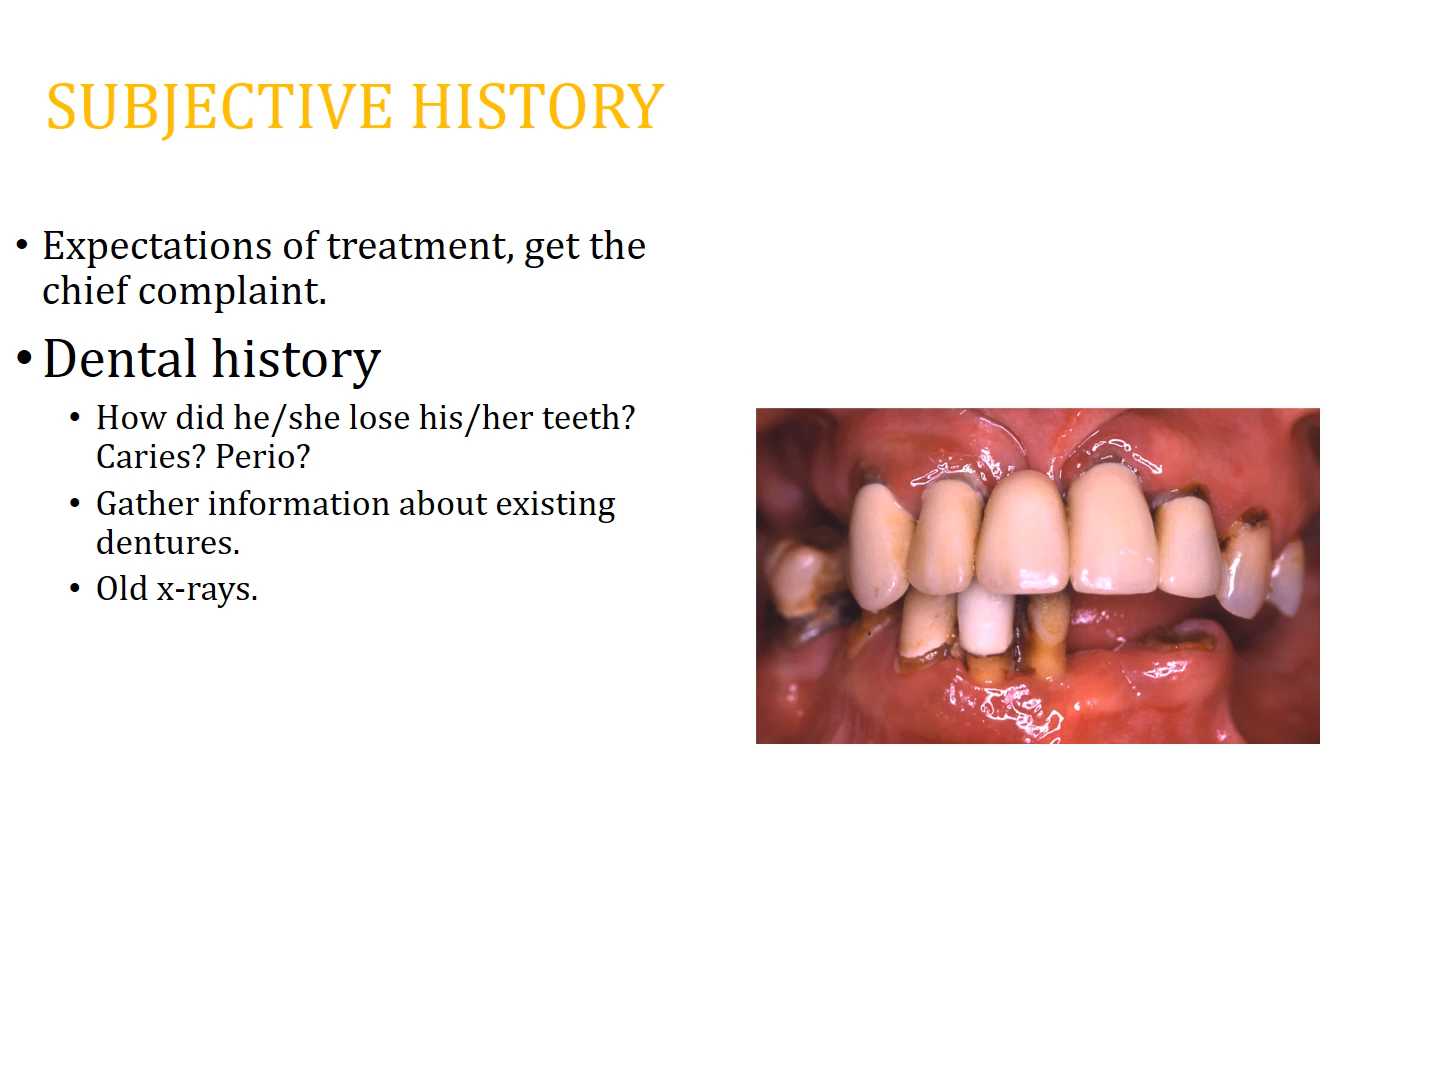 SUBJECTIVE HISTORY
• Expectations of treatment, get the
chief complaint.
• Dental history
• How did he/she lose his/her teeth?
Caries? Perio?
• Gather information about existing
dentures.
• Old x-rays.